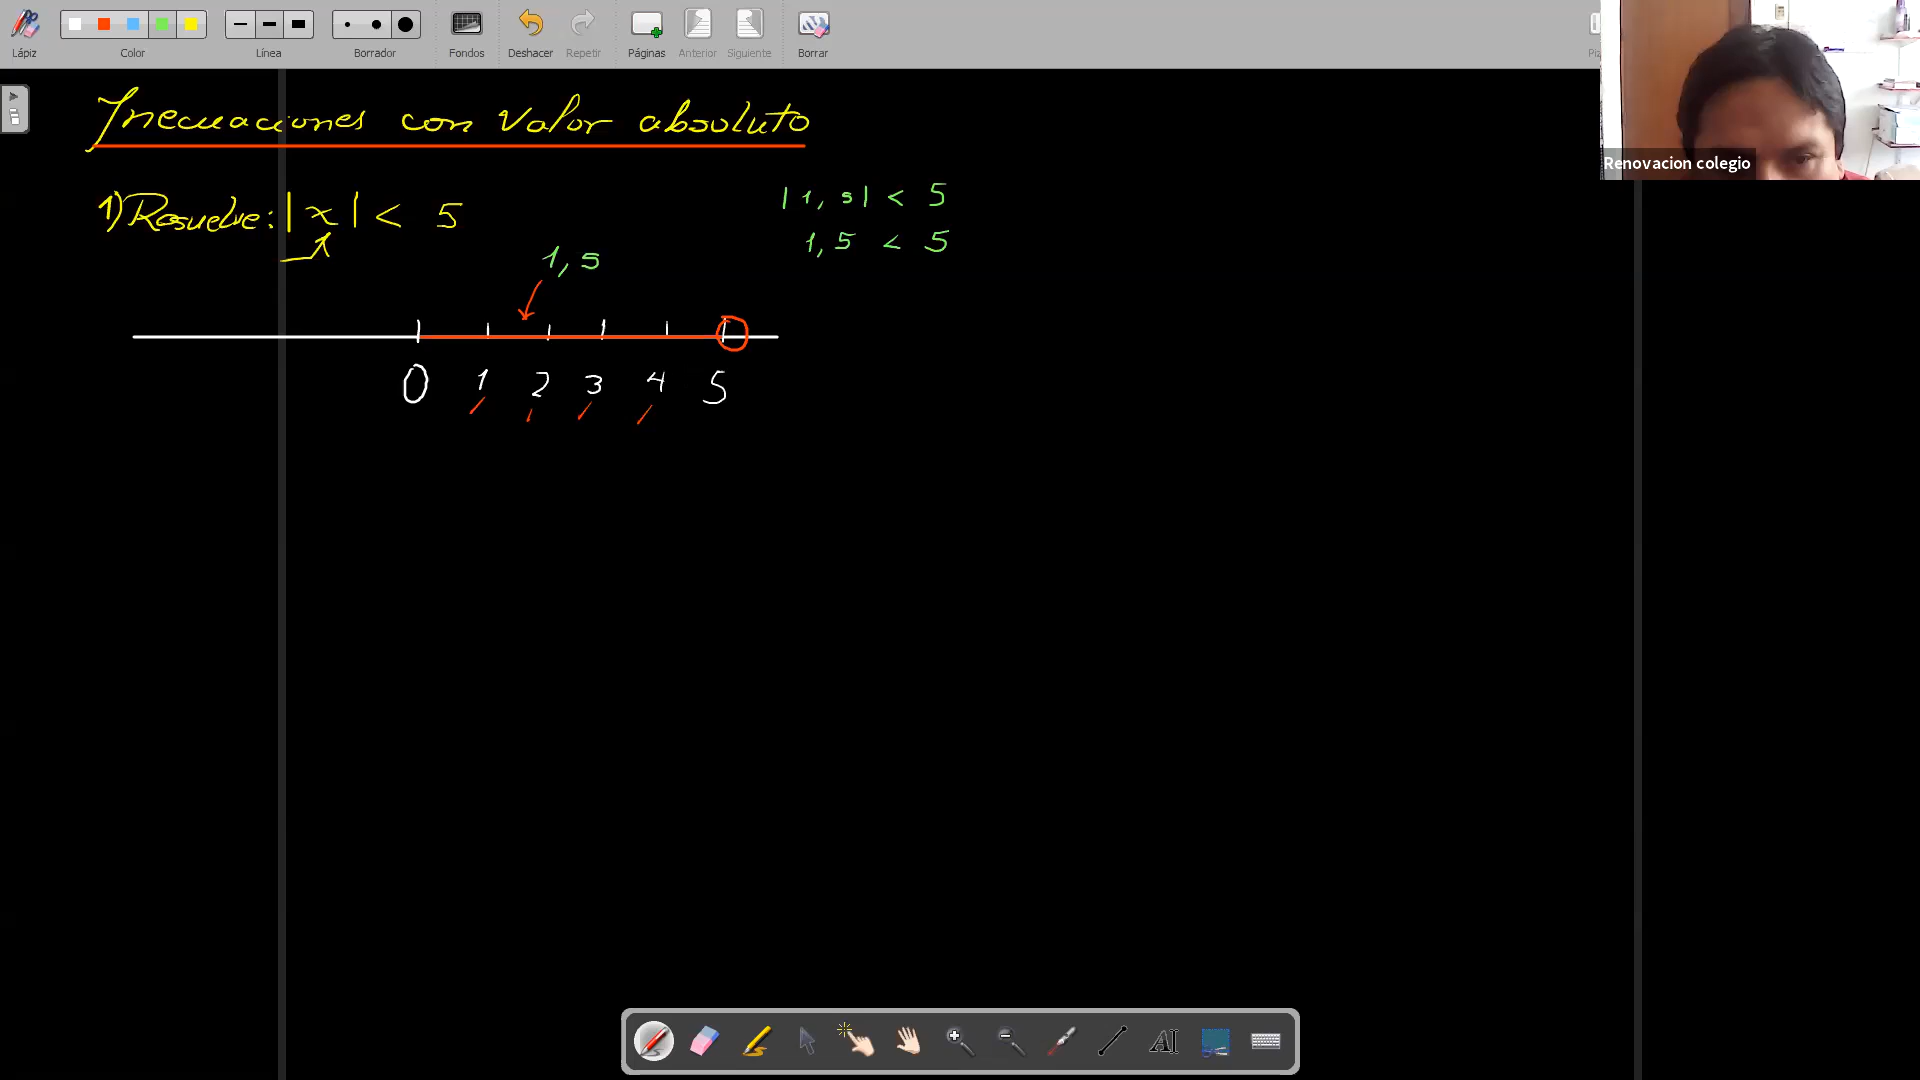 Lápiz Color Línea Borrador Fondos Deshacer Repetir Páginas Anterior Siguiente Borrar
Renovacion colegio
Inecuaciones con valor absoluto
1) Resuelve: |x| < 5
1
|1,5| < 5
1,5 < 5
1,5
0 1 2 3 4 5